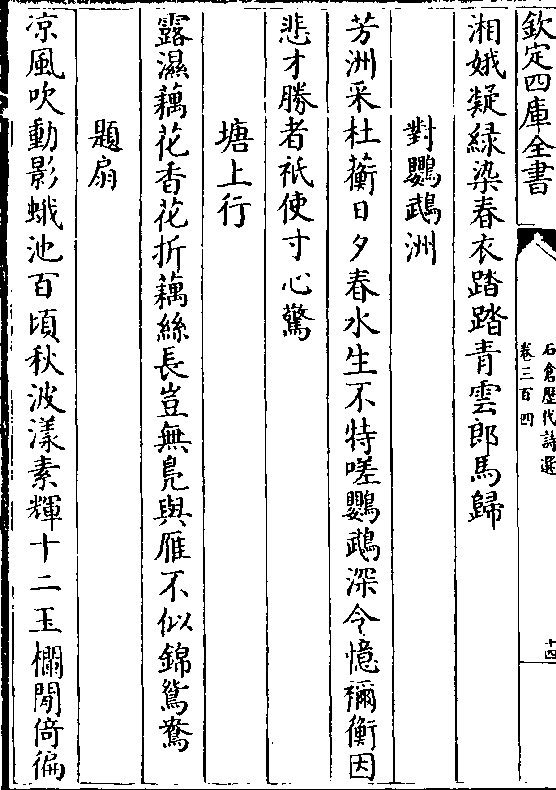 欽定四庫全書
石倉歴代詩選
卷三百四
十四
湘娥凝緑染春衣踏踏青雲郎馬歸
對鸚鵡洲
芳洲采杜蘅日夕春水生不特嗟鸚鵡深令憶禰衡因
悲才勝者祇使寸心驚
塘上行
露濕藕花香花折藕絲長豈無鳧與雁不似錦鴛鴦
題扇
凉風吹動影蛾池百頃秋波漾素輝十二玉欄閒倚徧